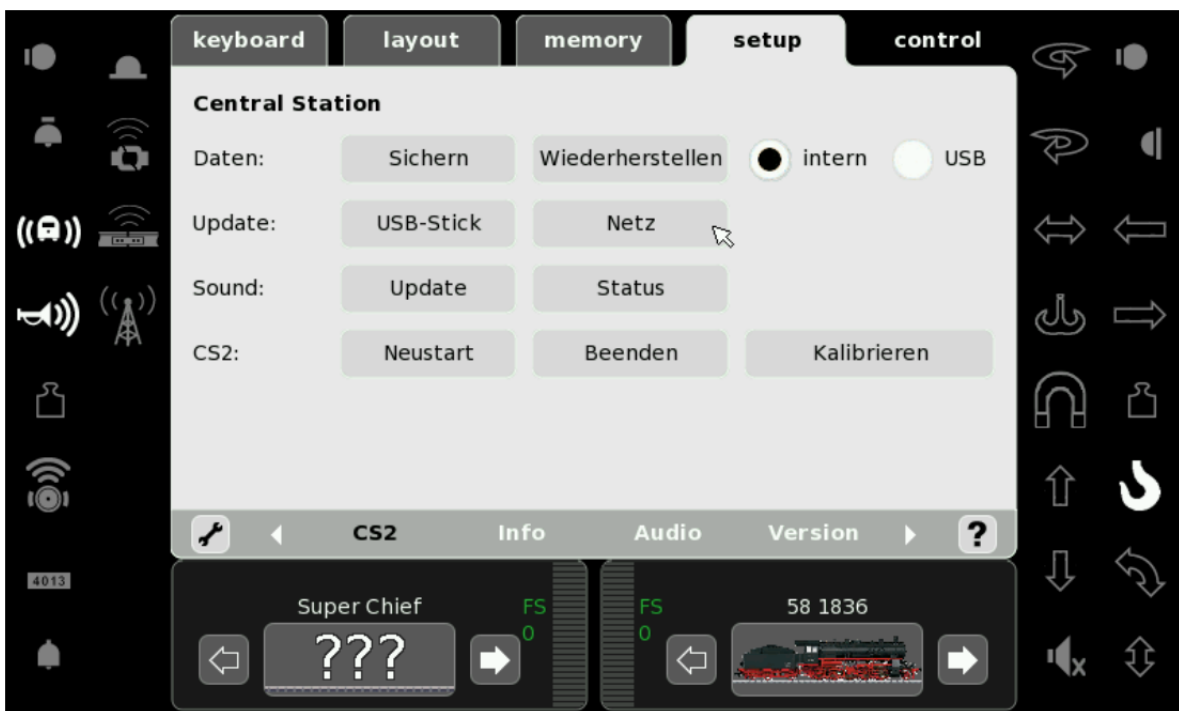 keyboard layout memory setup control
Central Station
Daten: Sichern Wiederherstellen intern USB
Update: USB-Stick Netz
Sound: Update Status
CS2: Neustart Beenden Kalibrieren
CS2 Info Audio Version ?
4013
Super Chief FS FS 58 1836
0 0
???
x